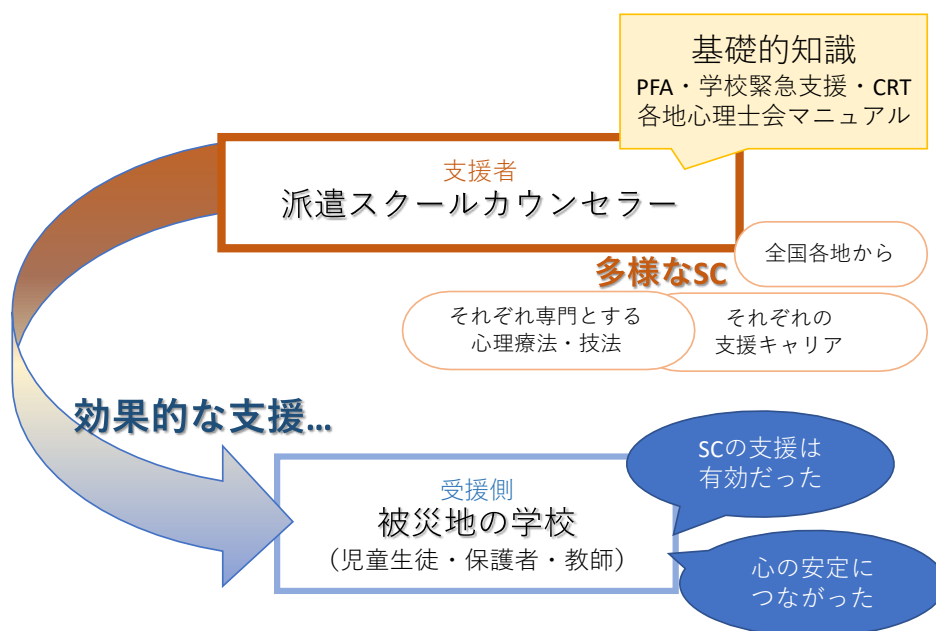 基礎的知識
PFA・学校緊急支援・CRT
各地心理士会マニュアル
支援者
派遣スクールカウンセラー
多様なSC
全国各地から
それぞれ専門とする
心理療法・技法
それぞれの
支援キャリア
効果的な支援…
SCの支援は
有効だった
受援側
被災地の学校
（児童生徒・保護者・教師）
心の安定に
つながった